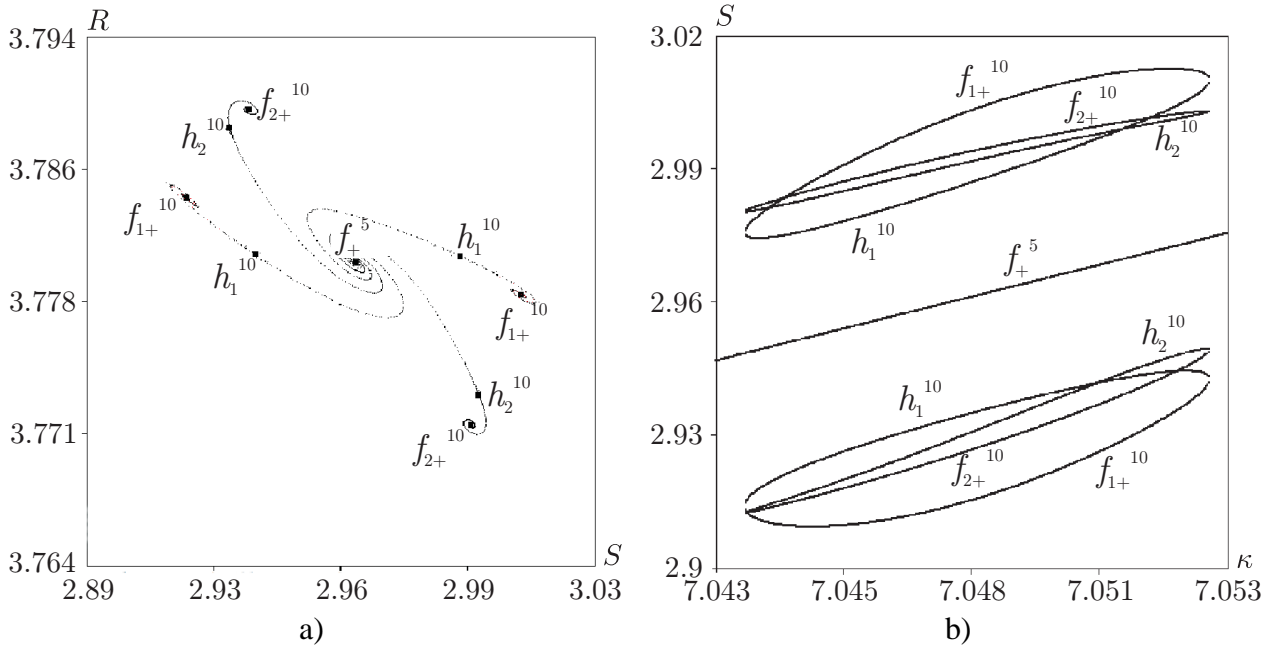 R
3.794
3.786
3.778
3.771
3.764
2.89
2.93
2.96
2.99
3.03
S
f₂₊¹⁰
h₂¹⁰
f₁₊¹⁰
h₁¹⁰
f₊⁵
h₁¹⁰
f₁₊¹⁰
h₂¹⁰
f₂₊¹⁰
a)
S
3.02
2.99
2.96
2.93
2.9
7.043
7.045
7.048
7.051
7.053
κ
f₁₊¹⁰
f₂₊¹⁰
h₂¹⁰
h₁¹⁰
f₊⁵
h₂¹⁰
h₁¹⁰
f₂₊¹⁰
f₁₊¹⁰
b)